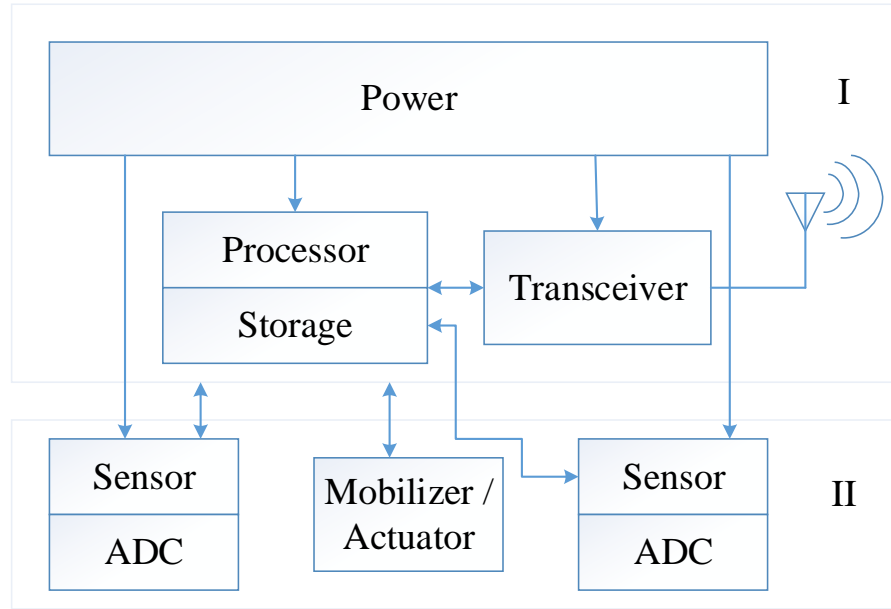 Power
I
Processor
Transceiver
Storage
Sensor
Mobilizer /
Actuator
Sensor
II
ADC
ADC